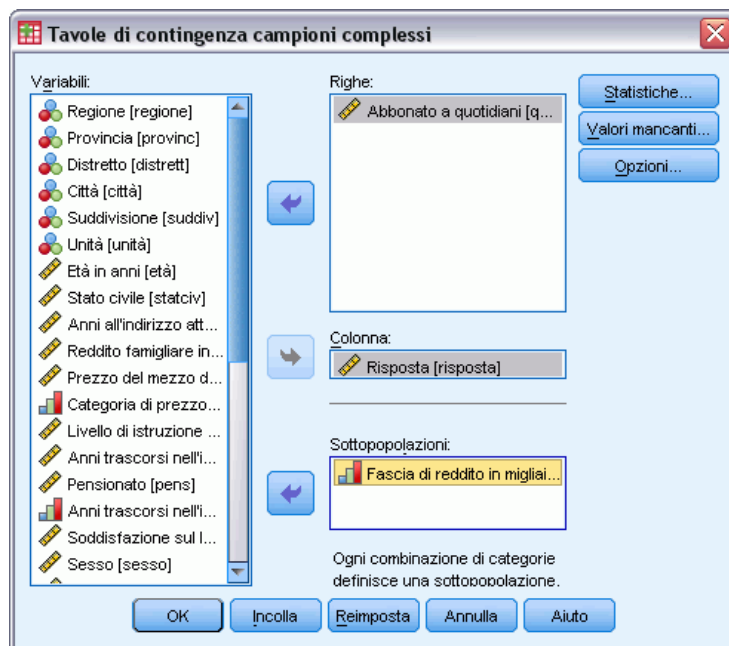 Tavole di contingenza campioni complessi
Variabili:
Regione [regione]
Provincia [provinc]
Distretto [distrett]
Città [città]
Suddivisione [suddiv]
Unità [unità]
Età in anni [età]
Stato civile [statciv]
Anni all'indirizzo att...
Reddito famigliare in...
Prezzo del mezzo d...
Categoria di prezzo...
Livello di istruzione ...
Anni trascorsi nell'i...
Pensionato [pens]
Anni trascorsi nell'i...
Soddisfazione sul l...
Sesso [sesso]
Righe:
Abbonato a quotidiani [q...
Colonna:
Risposta [risposta]
Sottopopolazioni:
Fascia di reddito in migliai...
Ogni combinazione di categorie
definisce una sottopopolazione.
Statistiche...
Valori mancanti...
Opzioni...
OK
Incolla
Reimposta
Annulla
Aiuto